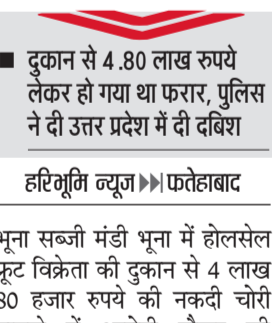 ■ दुकान से 4.80 लाख रुपये
लेकर हो गया था फरार, पुलिस
ने दी उत्तर प्रदेश में दी दबिश
हरिभूमि न्यूज▶▶| फतेहाबाद
भूना सब्जी मंडी भूना में होलसेल
फ्रूट विक्रेता की दुकान से 4 लाख
80 हजार रुपये की नकदी चोरी